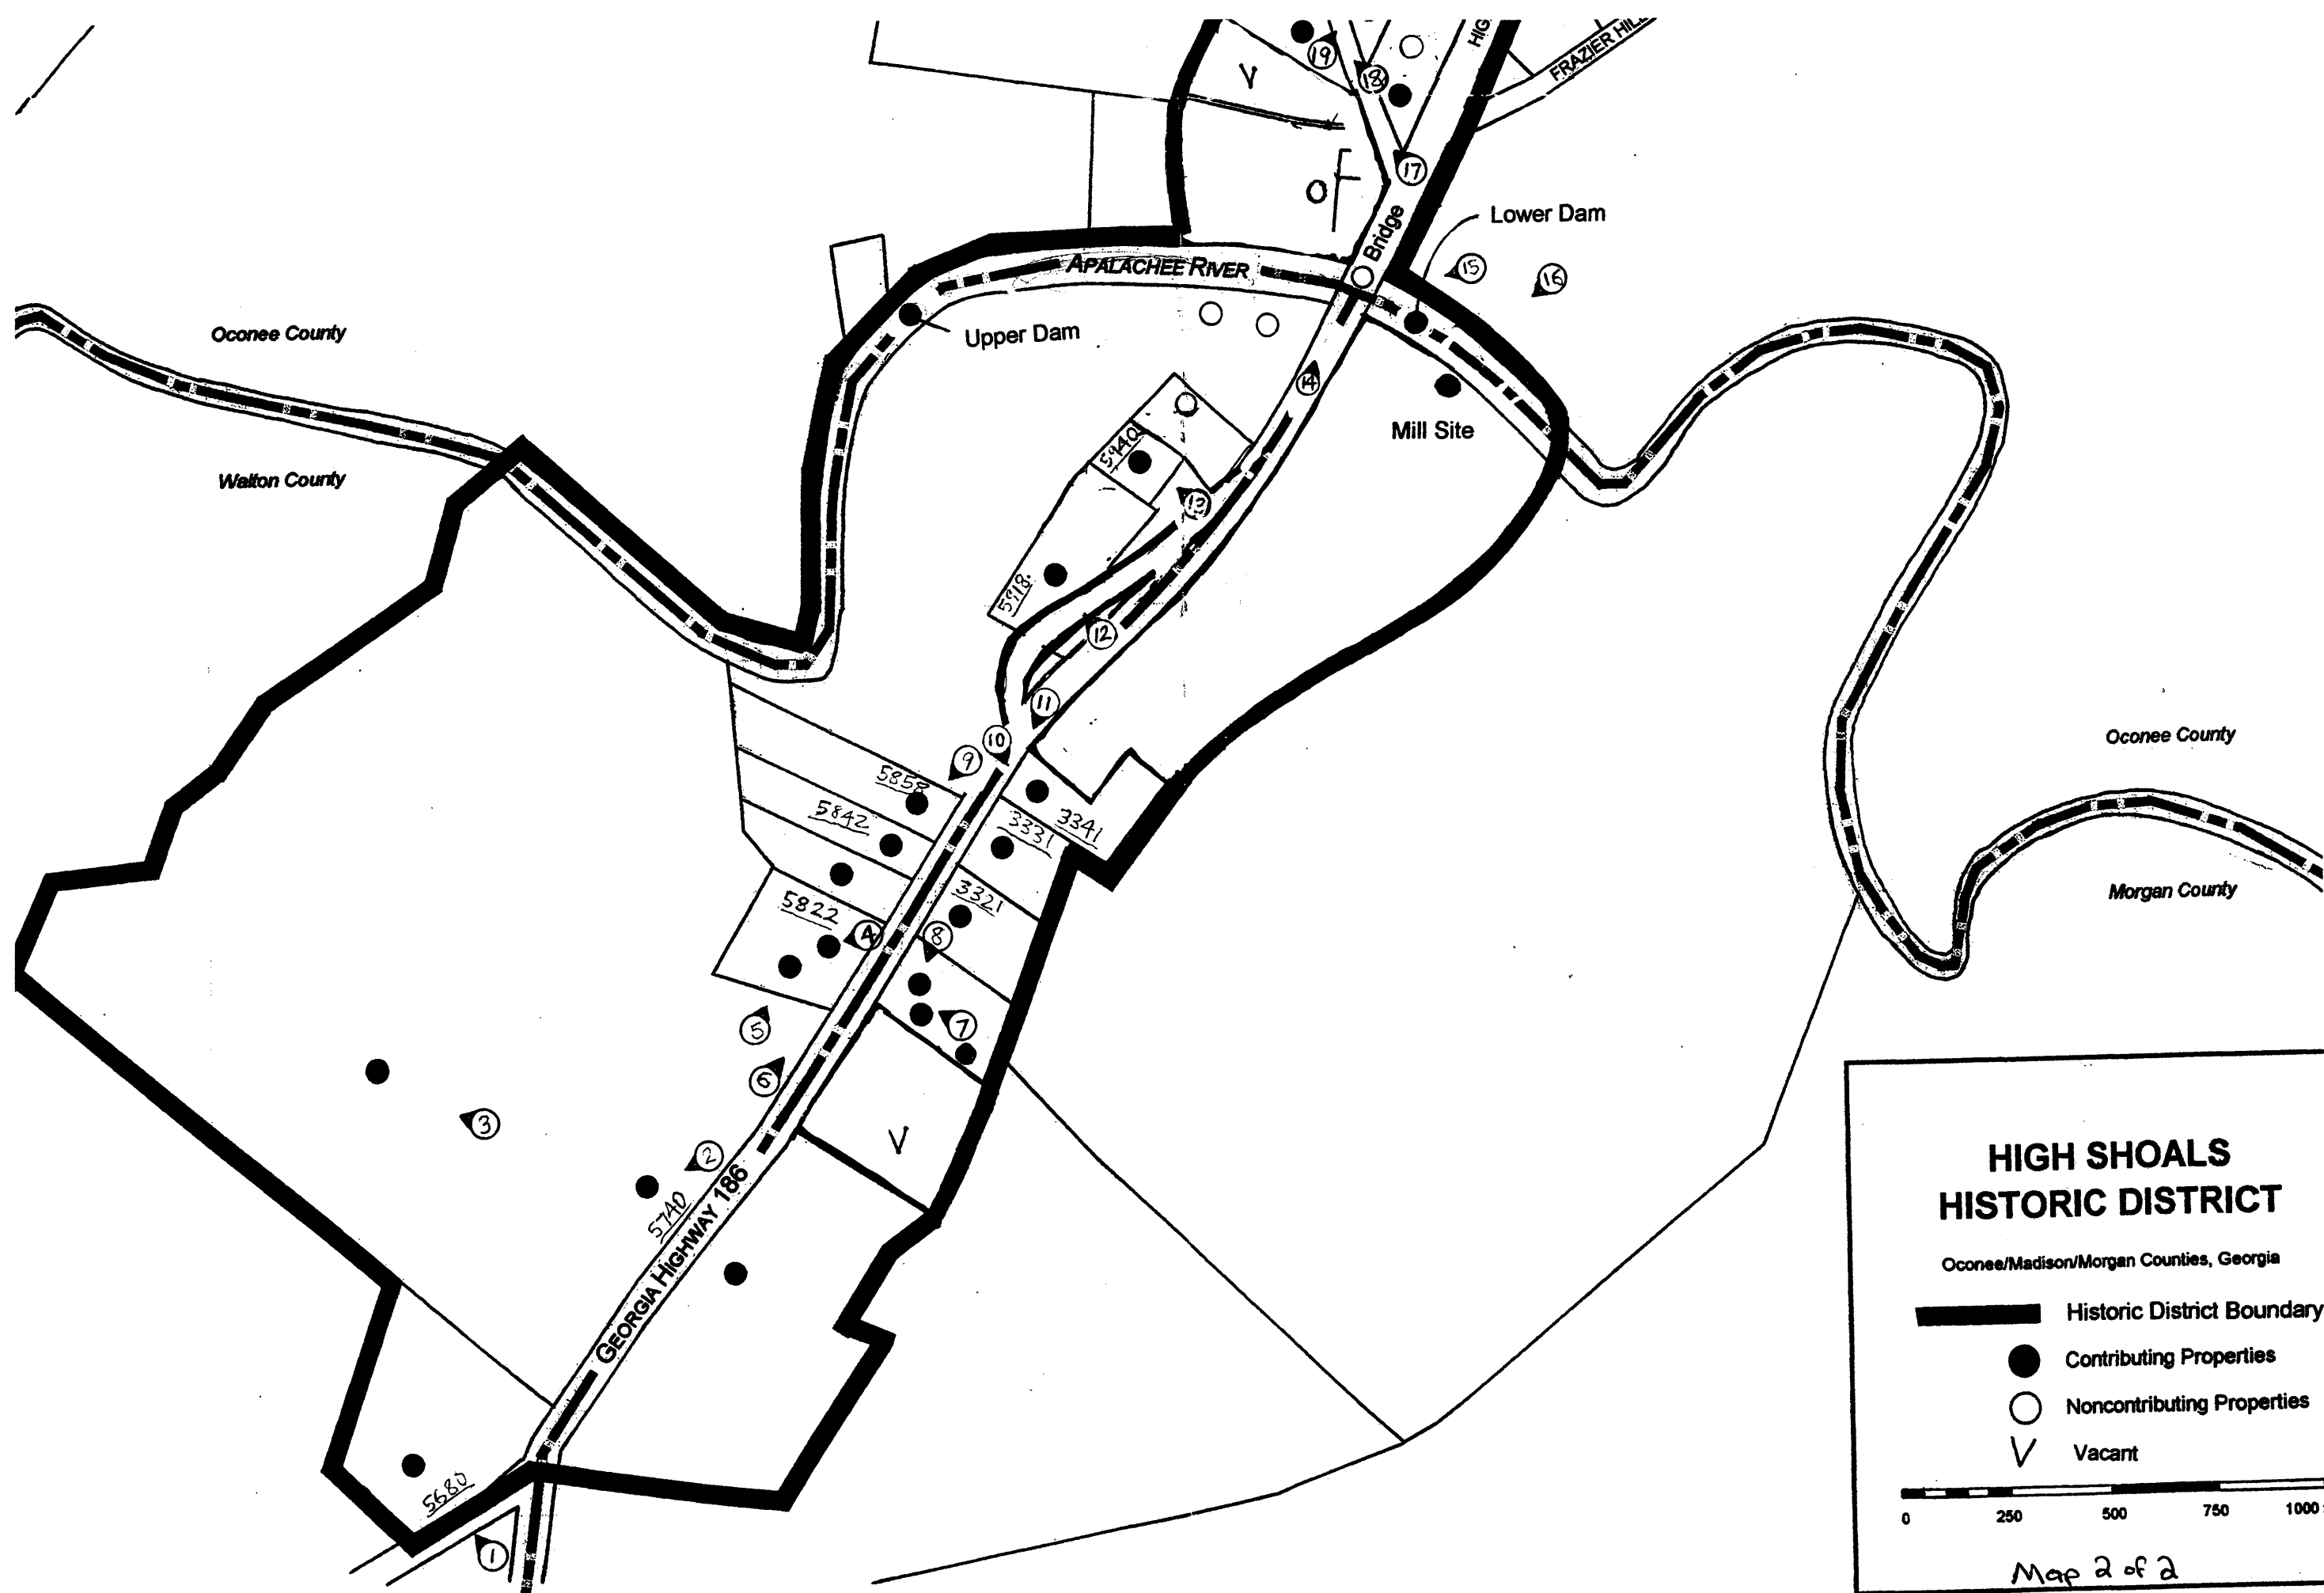 HIG
FRAZIER HILL
V
19
18
17
Bridge
Lower Dam
15
16
APALACHEE RIVER
Upper Dam
Oconee County
Walton County
14
Mill Site
5940
13
5918
12
11
10
9
5858
5842
3341
3331
3321
5822
4
8
5
7
6
3
2
V
5740
GEORGIA HIGHWAY 186
5680
1
Oconee County
Morgan County
HIGH SHOALS
HISTORIC DISTRICT
Oconee/Madison/Morgan Counties, Georgia
Historic District Boundary
Contributing Properties
Noncontributing Properties
V Vacant
0 250 500 750 1000
Map 2 of 2